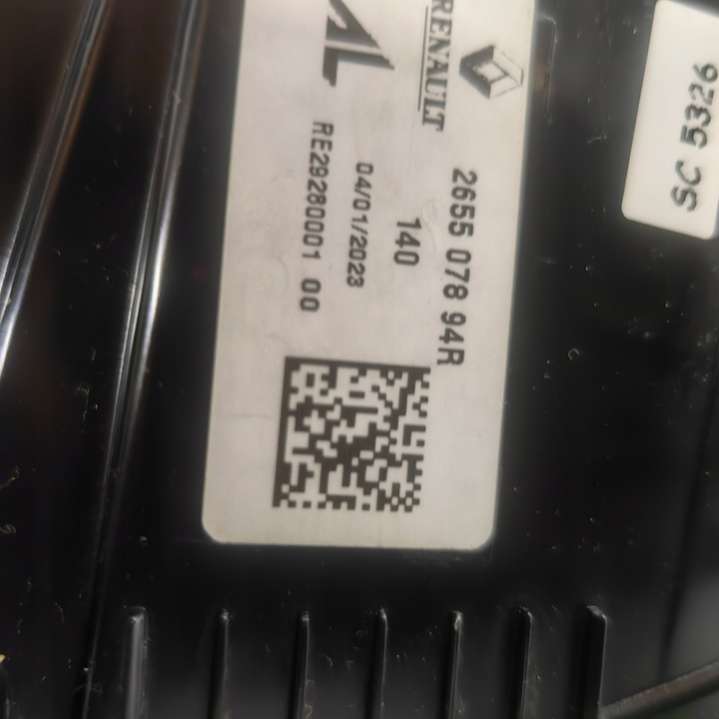 RENAULT
2655 078 94R
140
04/01/2023
RE29280001 00
SC 5326